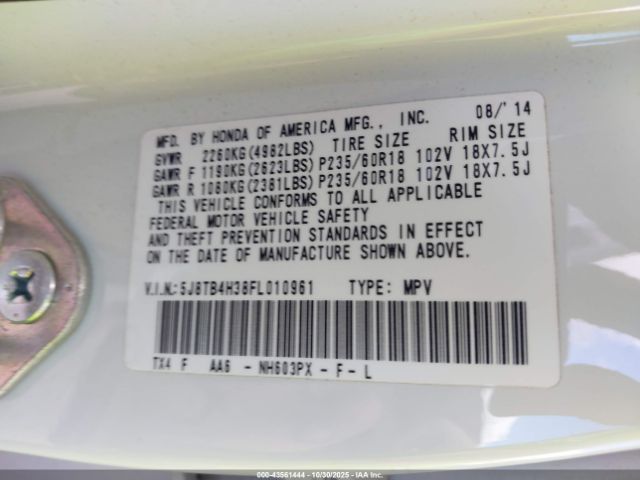 MFD. BY HONDA OF AMERICA MFG., INC. 08/'14
GVWR 2260KG(4982LBS) TIRE SIZE RIM SIZE
GAWR F 1190KG(2623LBS) P235/60R18 102V 18X7.5J
GAWR R 1080KG(2381LBS) P235/60R18 102V 18X7.5J
THIS VEHICLE CONFORMS TO ALL APPLICABLE
FEDERAL MOTOR VEHICLE SAFETY
AND THEFT PREVENTION STANDARDS IN EFFECT
ON THE DATE OF MANUFACTURE SHOWN ABOVE.
V.I.N.: 5J8TB4H38FL010961 TYPE: MPV
TX4 F AA6 - NH603PX - F - L
000-43561444 - 10/30/2025 - IAA Inc.